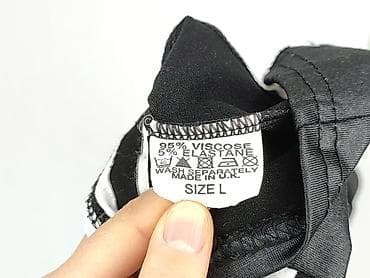 95% VISCOSE
5% ELASTANE
WASH SEPARATELY
MADE IN U.K
SIZE L